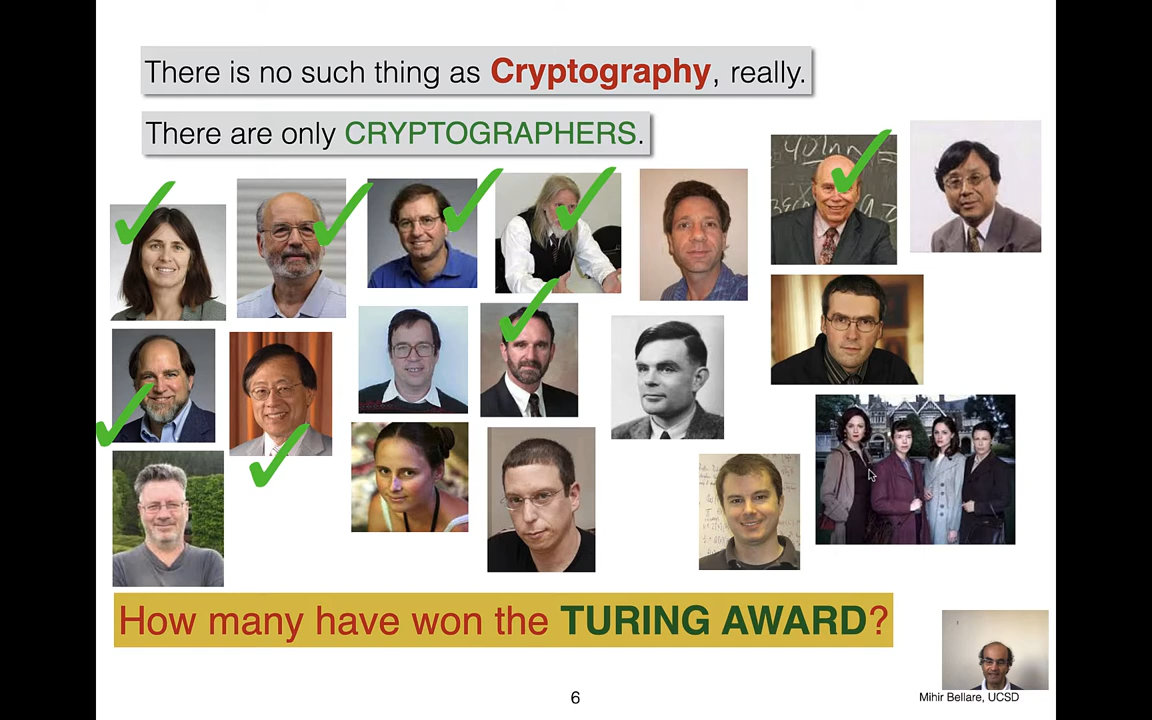 There is no such thing as Cryptography, really.
There are only CRYPTOGRAPHERS.
How many have won the TURING AWARD?
6
Mihir Bellare, UCSD